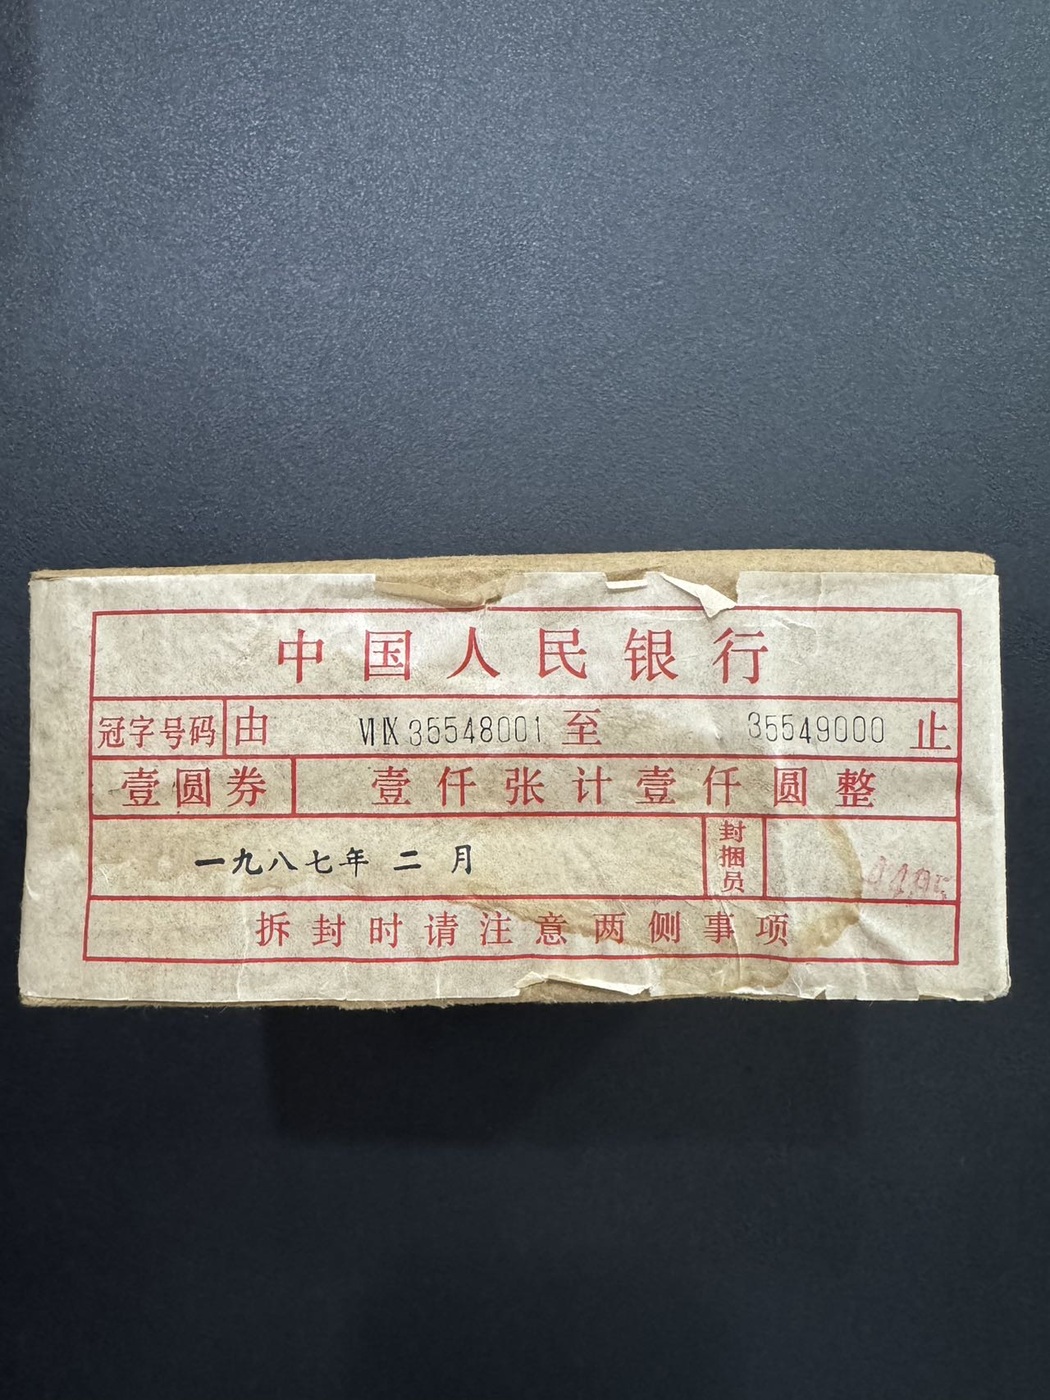 中国人民银行
冠字号码 由 ⅥⅨ35548001 至 35549000 止
壹圆券 壹仟张计壹仟圆整
一九八七年 二月 封捆员
拆封时请注意两侧事项